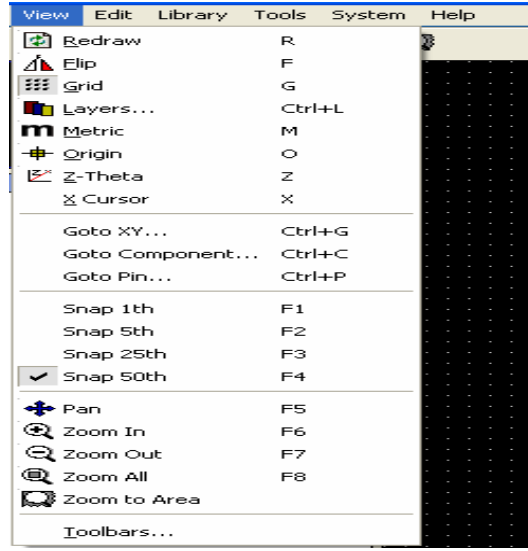 View Edit Library Tools System Help
Redraw R
Flip F
Grid G
Layers... Ctrl+L
m Metric M
Origin O
Z-Theta Z
X Cursor X
Goto XY... Ctrl+G
Goto Component... Ctrl+C
Goto Pin... Ctrl+P
Snap 1th F1
Snap 5th F2
Snap 25th F3
Snap 50th F4
Pan F5
Zoom In F6
Zoom Out F7
Zoom All F8
Zoom to Area
Toolbars...